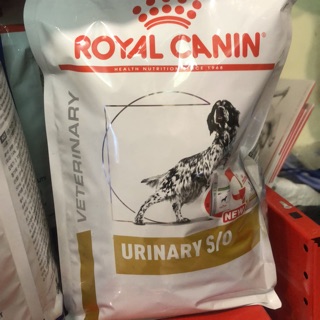 ROYAL CANIN
HEALTH NUTRITION SINCE 1968
VETERINARY
NEW
URINARY S/O